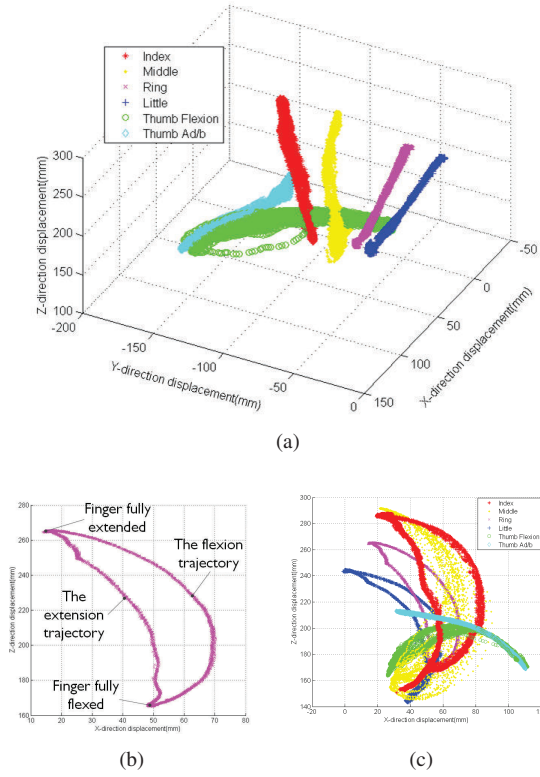 Index
Middle
Ring
Little
Thumb Flexion
Thumb Ad/b
300
250
200
150
100
Z-direction displacement(mm)
-200
-150
-100
-50
0
Y-direction displacement(mm)
-50
0
50
100
150
X-direction displacement(mm)
(a)
280
260
240
220
200
180
160
Z-direction displacement(mm)
Finger fully
extended
The flexion
trajectory
The
extension
trajectory
Finger fully
flexed
10
20
30
40
50
60
70
80
X-direction displacement(mm)
(b)
300
280
260
240
220
200
180
160
140
Z-direction displacement(mm)
Index
Middle
Ring
Little
Thumb Flexion
Thumb Ad/b
-20
0
20
40
60
80
100
X-direction displacement(mm)
(c)